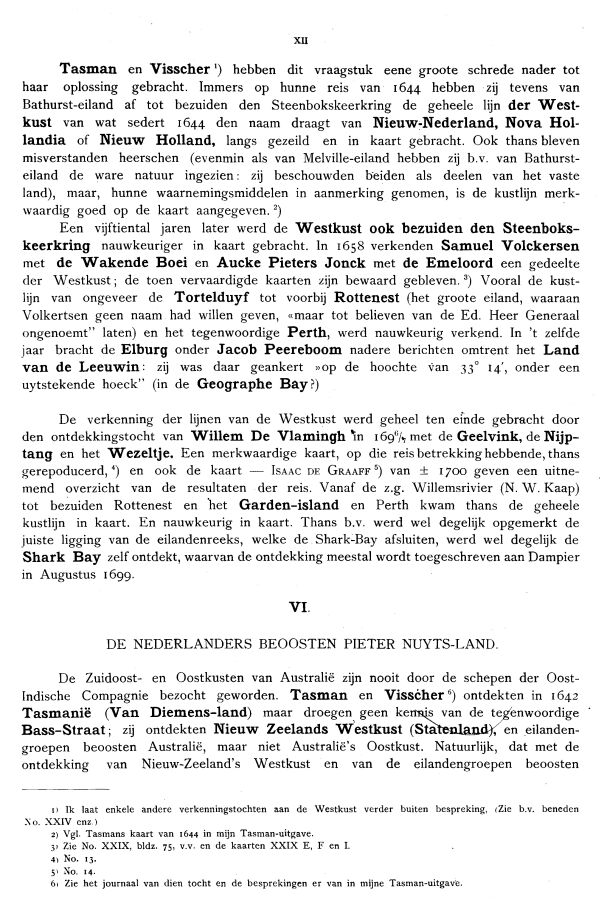 XII
Tasman en Visscher ¹) hebben dit vraagstuk eene groote schrede nader tot
haar oplossing gebracht. Immers op hunne reis van 1644 hebben zij tevens van
Bathurst-eiland af tot bezuiden den Steenbokskeerkring de geheele lijn der West-
kust van wat sedert 1644 den naam draagt van Nieuw-Nederland, Nova Hol-
landia of Nieuw Holland, langs gezeild en in kaart gebracht. Ook thans bleven
misverstanden heerschen (evenmin als van Melville-eiland hebben zij b.v. van Bathurst-
eiland de ware natuur ingezien: zij beschouwden beiden als deelen van het vaste
land), maar, hunne waarnemingsmiddelen in aanmerking genomen, is de kustlijn merk-
waardig goed op de kaart aangegeven. ²)
Een vijftiental jaren later werd de Westkust ook bezuiden den Steenboks-
keerkring nauwkeuriger in kaart gebracht. In 1658 verkenden Samuel Volckersen
met de Wakende Boei en Aucke Pieters Jonck met de Emeloord een gedeelte
der Westkust; de toen vervaardigde kaarten zijn bewaard gebleven. ³) Vooral de kust-
lijn van ongeveer de Tortelduyf tot voorbij Rottenest (het groote eiland, waaraan
Volkertsen geen naam had willen geven, «maar tot believen van de Ed. Heer Generaal
ongenoemt” laten) en het tegenwoordige Perth, werd nauwkeurig verkend. In 't zelfde
jaar bracht de Elburg onder Jacob Peereboom nadere berichten omtrent het Land
van de Leeuwin: zij was daar geankert »op de hoochte van 33° 14′, onder een
uytstekende hoeck” (in de Geographe Bay?)
De verkenning der lijnen van de Westkust werd geheel ten einde gebracht door
den ontdekkingstocht van Willem De Vlamingh in 169⁶/₇ met de Geelvink, de Nijp-
tang en het Wezeltje. Een merkwaardige kaart, op die reis betrekking hebbende, thans
gerepoduceerd, ⁴) en ook de kaart — ISAAC DE GRAAFF ⁵) van ± 1700 geven een uitne-
mend overzicht van de resultaten der reis. Vanaf de z.g. Willemsrivier (N. W. Kaap)
tot bezuiden Rottenest en het Garden-island en Perth kwam thans de geheele
kustlijn in kaart. En nauwkeurig in kaart. Thans b.v. werd wel degelijk opgemerkt de
juiste ligging van de eilandenreeks, welke de Shark-Bay afsluiten, werd wel degelijk de
Shark Bay zelf ontdekt, waarvan de ontdekking meestal wordt toegeschreven aan Dampier
in Augustus 1699.
VI.
DE NEDERLANDERS BEOOSTEN PIETER NUYTS-LAND.
De Zuidoost- en Oostkusten van Australië zijn nooit door de schepen der Oost-
Indische Compagnie bezocht geworden. Tasman en Visscher ⁶) ontdekten in 1642
Tasmanië (Van Diemens-land) maar droegen geen kennis van de tegenwoordige
Bass-Straat; zij ontdekten Nieuw Zeelands Westkust (Statenland), en eilanden-
groepen beoosten Australië, maar niet Australië's Oostkust. Natuurlijk, dat met de
ontdekking van Nieuw-Zeeland's Westkust en van de eilandengroepen beoosten
1) Ik laat enkele andere verkenningstochten aan de Westkust verder buiten bespreking, (Zie b.v. beneden
No. XXIV enz.)
2) Vgl. Tasmans kaart van 1644 in mijn Tasman-uitgave.
3) Zie No. XXIX, bldz. 75, v.v. en de kaarten XXIX E, F en I.
4) No. 13.
5) No. 14.
6) Zie het journaal van dien tocht en de besprekingen er van in mijne Tasman-uitgave.